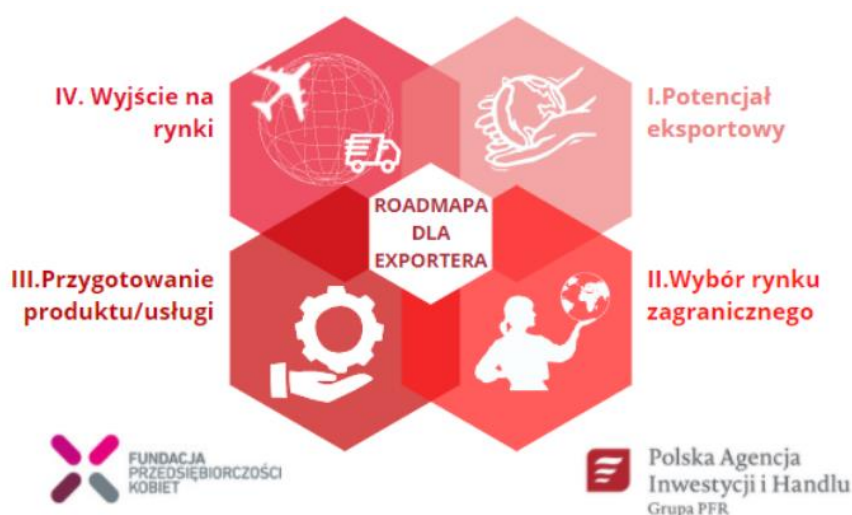 IV. Wyjście na
rynki
I.Potencjał
eksportowy
ROADMAPA
DLA
EXPORTERA
III.Przygotowanie
produktu/usługi
II.Wybór rynku
zagranicznego
FUNDACJA
PRZEDSIĘBIORCZOŚCI
KOBIET
Polska Agencja
Inwestycji i Handlu
Grupa PFR